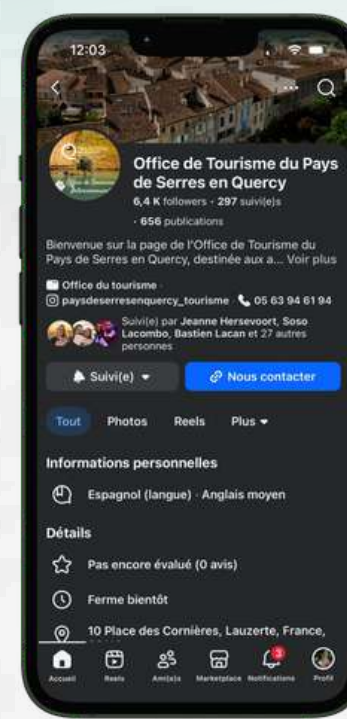 12:03
Office de Tourisme du Pays
de Serres en Quercy
6,4 K followers • 297 suivi(e)s
• 656 publications
Bienvenue sur la page de l'Office de Tourisme du
Pays de Serres en Quercy, destinée aux a... Voir plus
Office du tourisme
paysdeserresenquercy_tourisme · 05 63 94 61 94
Suivi(e) par Jeanne Hersevoort, Soso
Lacombo, Bastien Lacan et 27 autres
personnes
Suivi(e)
Nous contacter
Tout Photos Reels Plus
Informations personnelles
Espagnol (langue) · Anglais moyen
Détails
Pas encore évalué (0 avis)
Ferme bientôt
10 Place des Cornières, Lauzerte, France,
3
Accueil Reels Ami(e)s Marketplace Notifications Profil